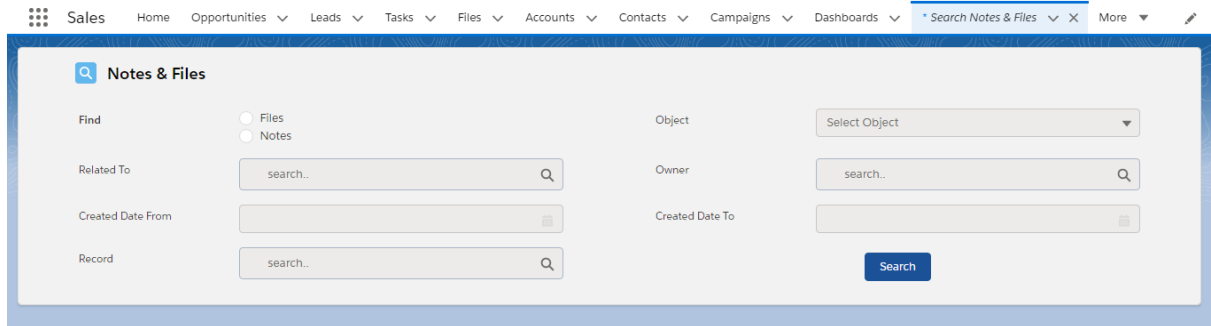 Sales Home Opportunities Leads Tasks Files Accounts Contacts Campaigns Dashboards * Search Notes & Files More
Notes & Files
Find Files Object Select Object
Notes
Related To search.. Owner search..
Created Date From Created Date To
Record search.. Search